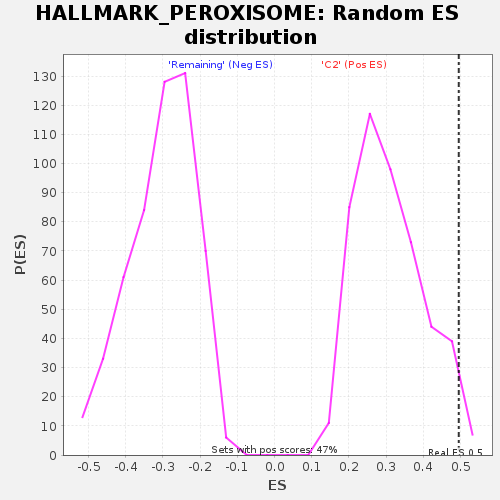 HALLMARK_PEROXISOME: Random ES
distribution
'Remaining' (Neg ES) 'C2' (Pos ES)
130
120
110
100
90
80
70
60
50
40
30
20
10
0
P(ES)
Sets with pos scores: 47%
Real ES 0.5
-0.5 -0.4 -0.3 -0.2 -0.1 0.0 0.1 0.2 0.3 0.4 0.5
ES